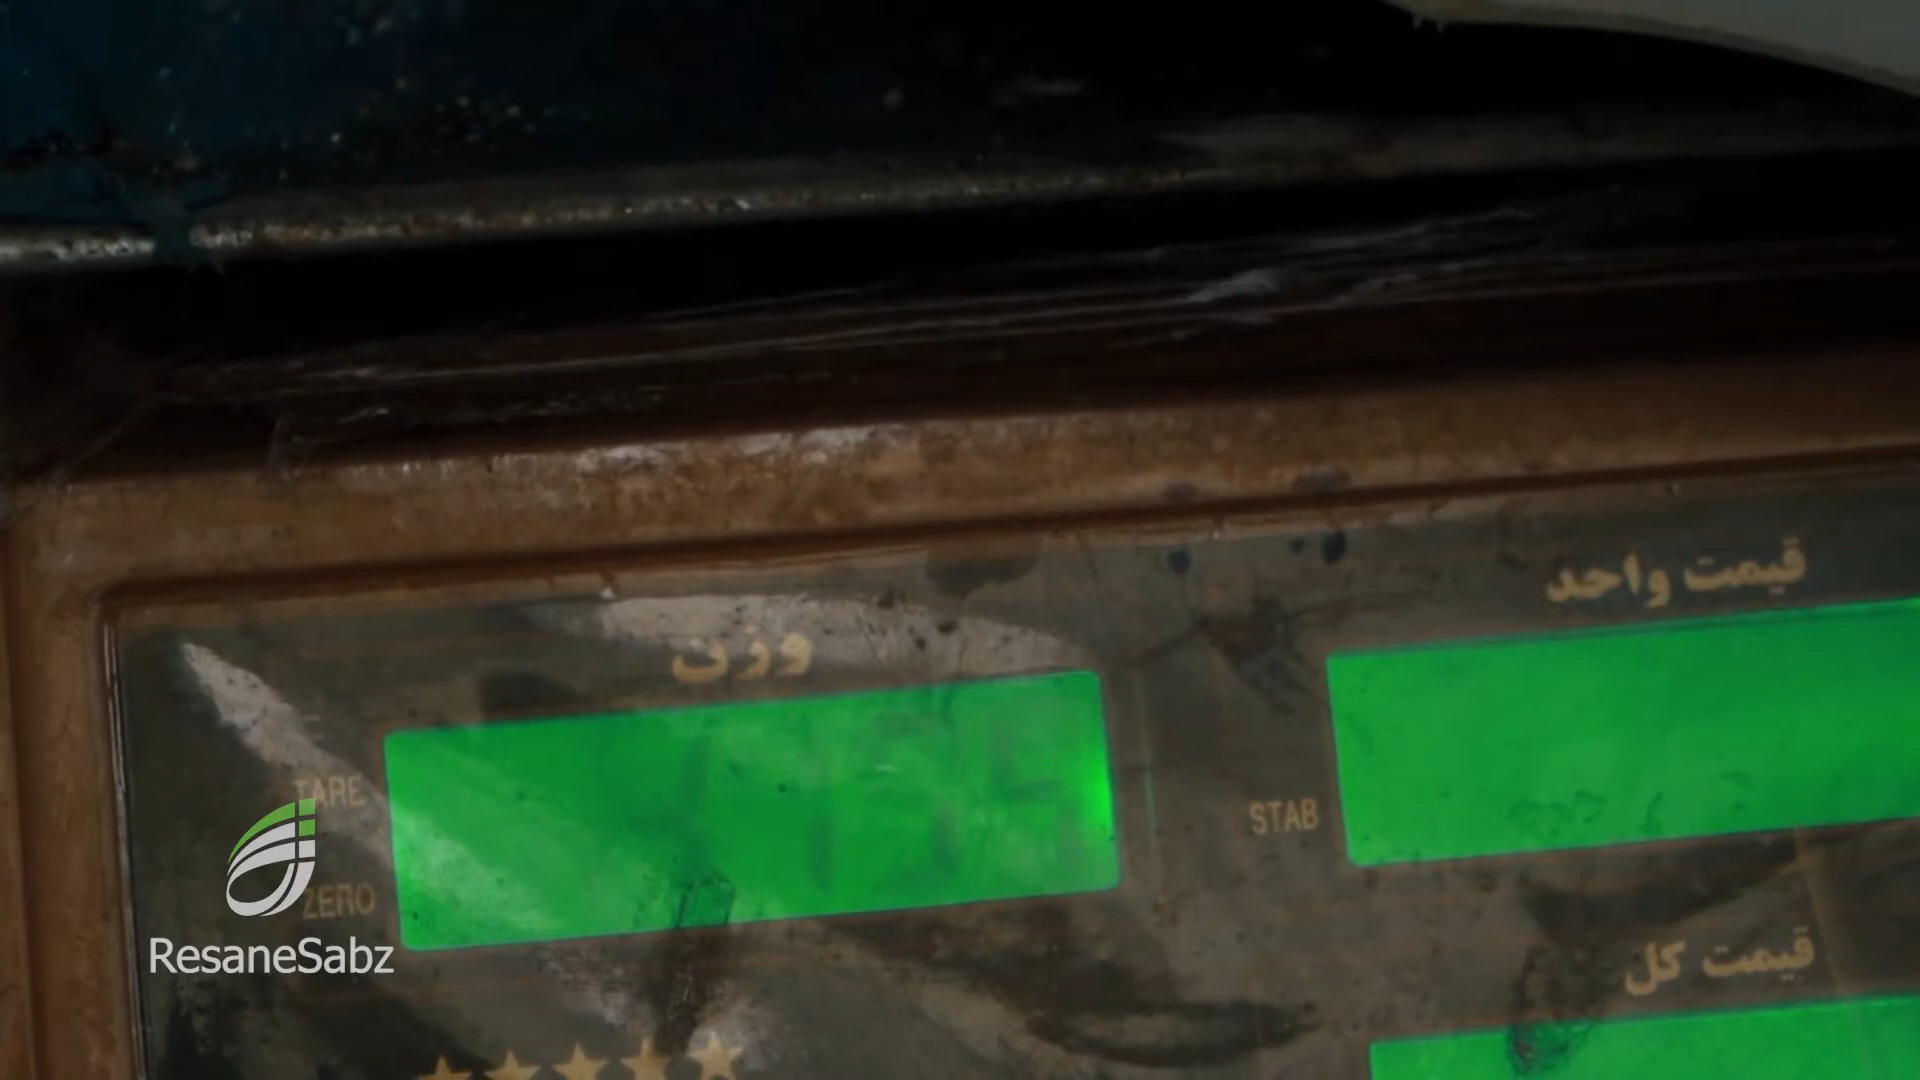 قیمت واحد
وزن
TARE
STAB
ZERO
ResaneSabz
قیمت کل